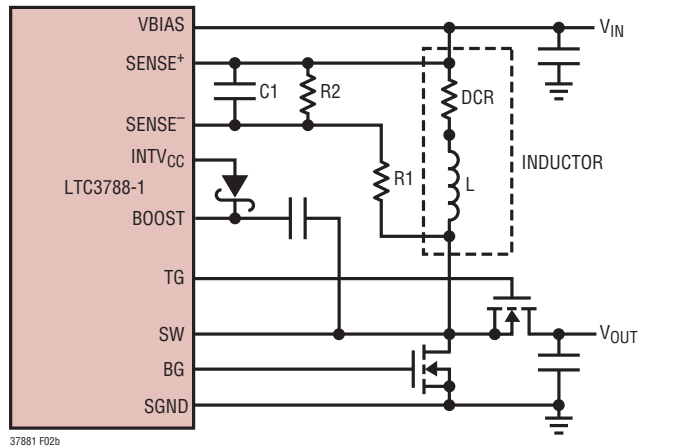 VBIAS
V_IN
SENSE⁺
C1
R2
DCR
SENSE⁻
INTV_CC
LTC3788-1
R1
L
INDUCTOR
BOOST
TG
SW
V_OUT
BG
SGND
37881 F02b